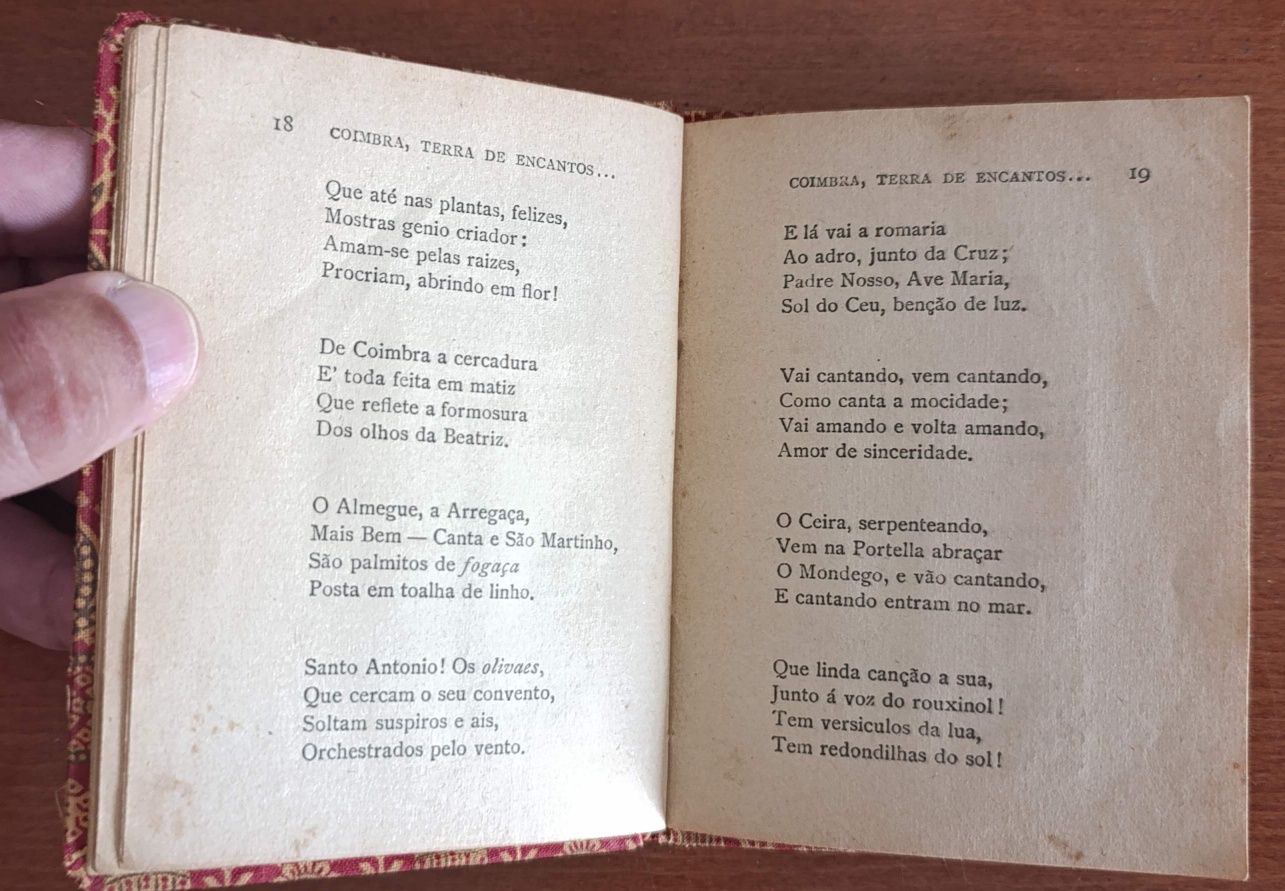 18 COIMBRA, TERRA DE ENCANTOS...
Que até nas plantas, felizes,
Mostras genio criador:
Amam-se pelas raizes,
Procriam, abrindo em flor!
De Coimbra a cercadura
E' toda feita em matiz
Que reflete a formosura
Dos olhos da Beatriz.
O Almegue, a Arregaça,
Mais Bem — Canta e São Martinho,
São palmitos de fogaça
Posta em toalha de linho.
Santo Antonio! Os olivaes,
Que cercam o seu convento,
Soltam suspiros e ais,
Orchestrados pelo vento.
COIMBRA, TERRA DE ENCANTOS... 19
E lá vai a romaria
Ao adro, junto da Cruz;
Padre Nosso, Ave Maria,
Sol do Ceu, benção de luz.
Vai cantando, vem cantando,
Como canta a mocidade;
Vai amando e volta amando,
Amor de sinceridade.
O Ceira, serpenteando,
Vem na Portella abraçar
O Mondego, e vão cantando,
E cantando entram no mar.
Que linda canção a sua,
Junto á voz do rouxinol!
Tem versiculos da lua,
Tem redondilhas do sol!